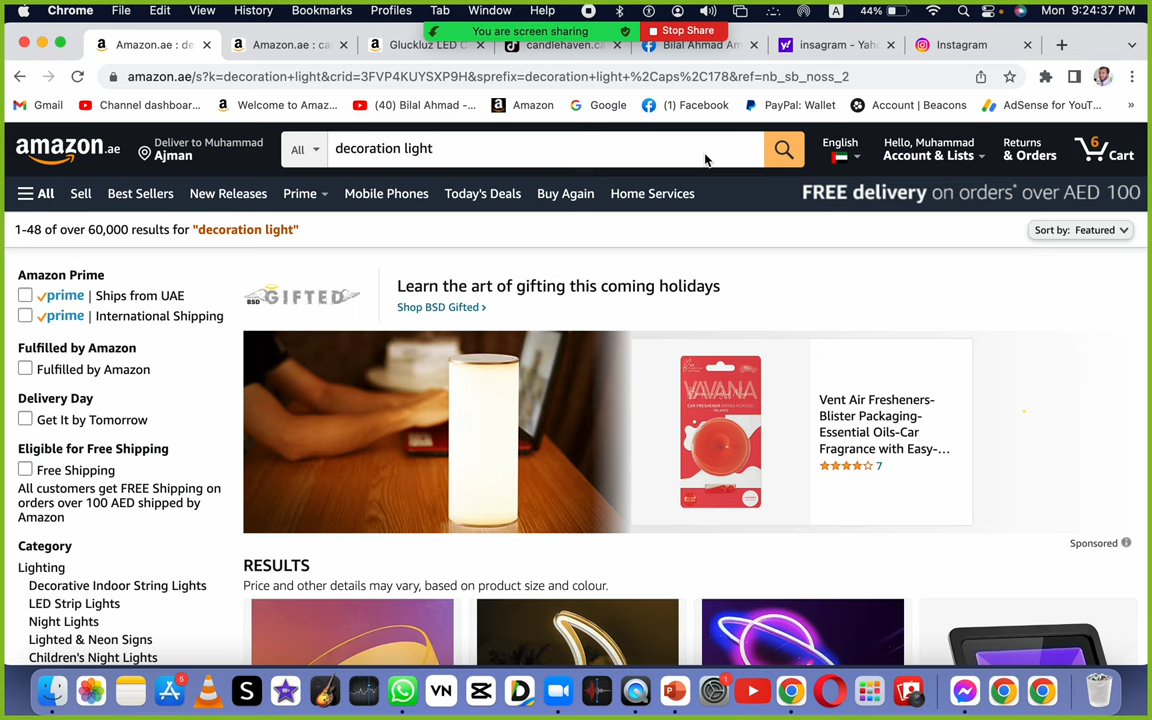 Chrome File Edit View History Bookmarks Profiles Tab Window Help A 44% Mon 9:24:37 PM
You are screen sharing Stop Share
Amazon.ae : de Amazon.ae : ca Gluckluz LED C candlehaven.ca Bilal Ahmad Am insagram - Yah Instagram
amazon.ae/s?k=decoration+light&crid=3FVP4KUYSXP9H&sprefix=decoration+light+%2Caps%2C178&ref=nb_sb_noss_2
Gmail Channel dashboar... Welcome to Amaz... (40) Bilal Ahmad -... Amazon Google (1) Facebook PayPal: Wallet Account | Beacons AdSense for YouT... »
amazon.ae Deliver to Muhammad All decoration light English Hello, Muhammad Returns 6
Ajman Account & Lists & Orders Cart
All Sell Best Sellers New Releases Prime Mobile Phones Today's Deals Buy Again Home Services FREE delivery on orders* over AED 100
1-48 of over 60,000 results for "decoration light" Sort by: Featured
Amazon Prime
prime | Ships from UAE
prime | International Shipping
Fulfilled by Amazon
Fulfilled by Amazon
Delivery Day
Get It by Tomorrow
Eligible for Free Shipping
Free Shipping
All customers get FREE Shipping on
orders over 100 AED shipped by
Amazon
Category
Lighting
Decorative Indoor String Lights
LED Strip Lights
Night Lights
Lighted & Neon Signs
Children's Night Lights
BSD GIFTED
Learn the art of gifting this coming holidays
Shop BSD Gifted ›
YAVANA
Vent Air Fresheners-
Blister Packaging-
Essential Oils-Car
Fragrance with Easy-...
7
Sponsored
RESULTS
Price and other details may vary, based on product size and colour.
5 S VN D 1